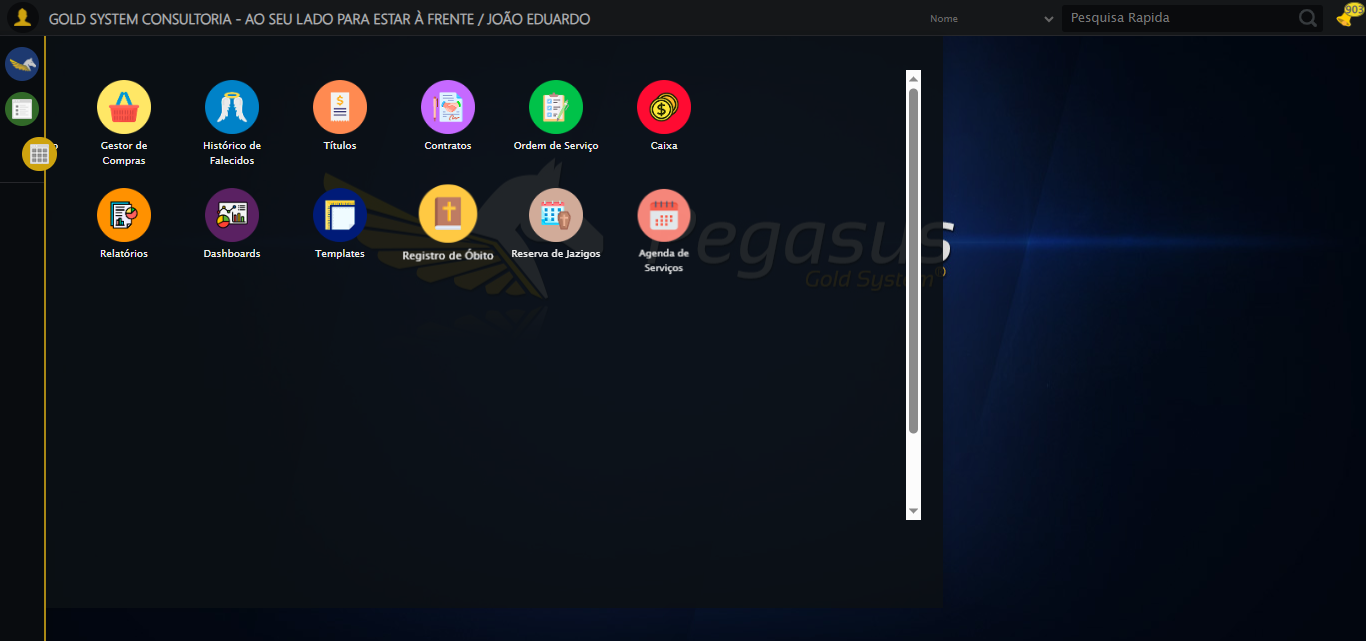 GOLD SYSTEM CONSULTORIA - AO SEU LADO PARA ESTAR À FRENTE / JOÃO EDUARDO
Nome
Pesquisa Rapida
903
Gestor de
Compras
Histórico de
Falecidos
Títulos
Contratos
Ordem de Serviço
Caixa
Relatórios
Dashboards
Templates
Registro de Óbito
Reserva de Jazigos
Agenda de
Serviços
Pegasus
Gold System